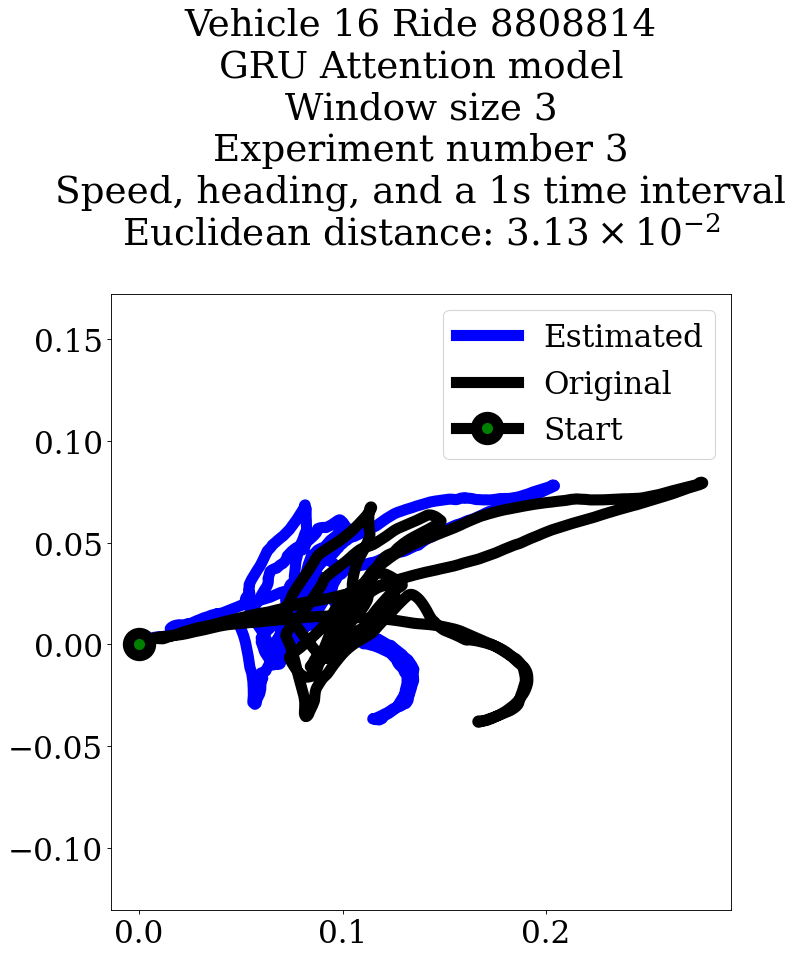 Vehicle 16 Ride 8808814
GRU Attention model
Window size 3
Experiment number 3
Speed, heading, and a 1s time interval
Euclidean distance: 3.13 × 10⁻²
Estimated
Original
Start
0.15
0.10
0.05
0.00
−0.05
−0.10
0.0 0.1 0.2